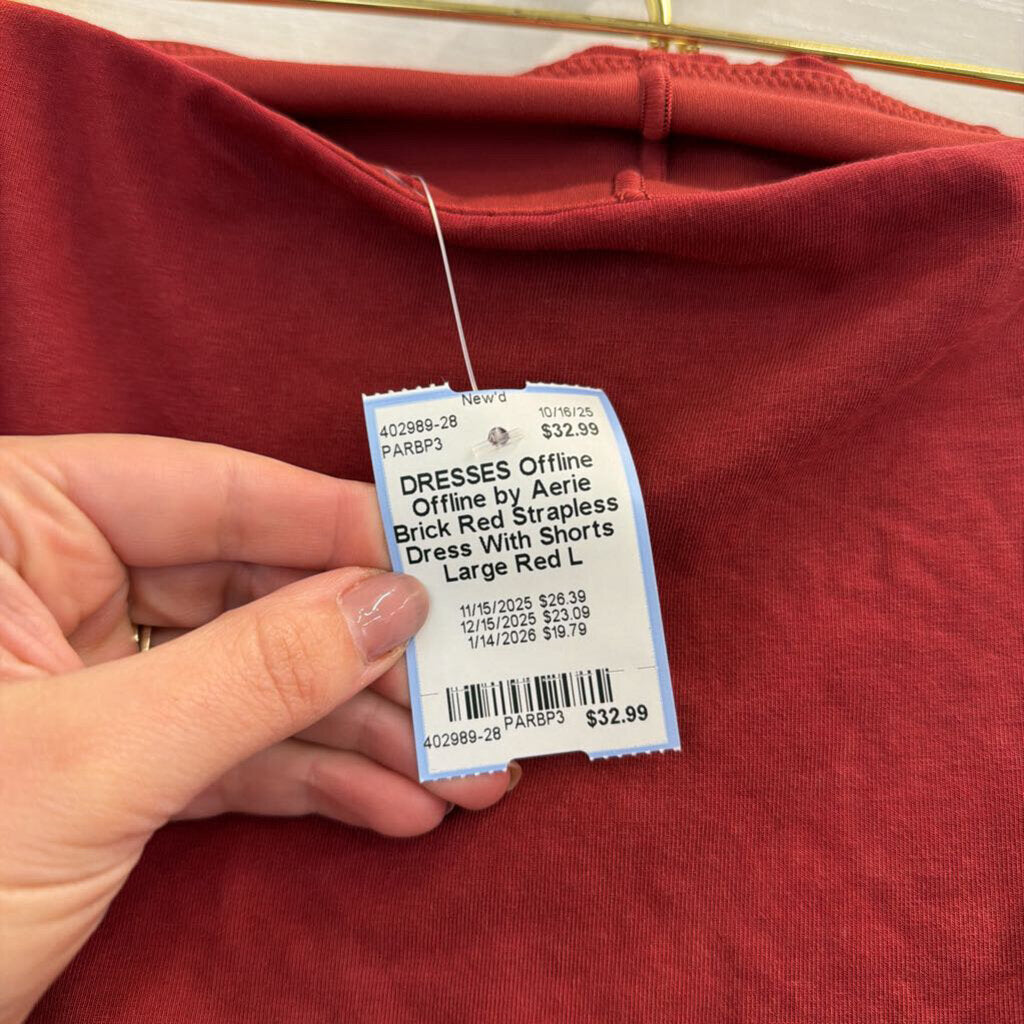 New'd
402989-28 10/16/25
PARBP3 $32.99
DRESSES Offline
Offline by Aerie
Brick Red Strapless
Dress With Shorts
Large Red L
11/15/2025 $26.39
12/15/2025 $23.09
1/14/2026 $19.79
402989-28 PARBP3 $32.99